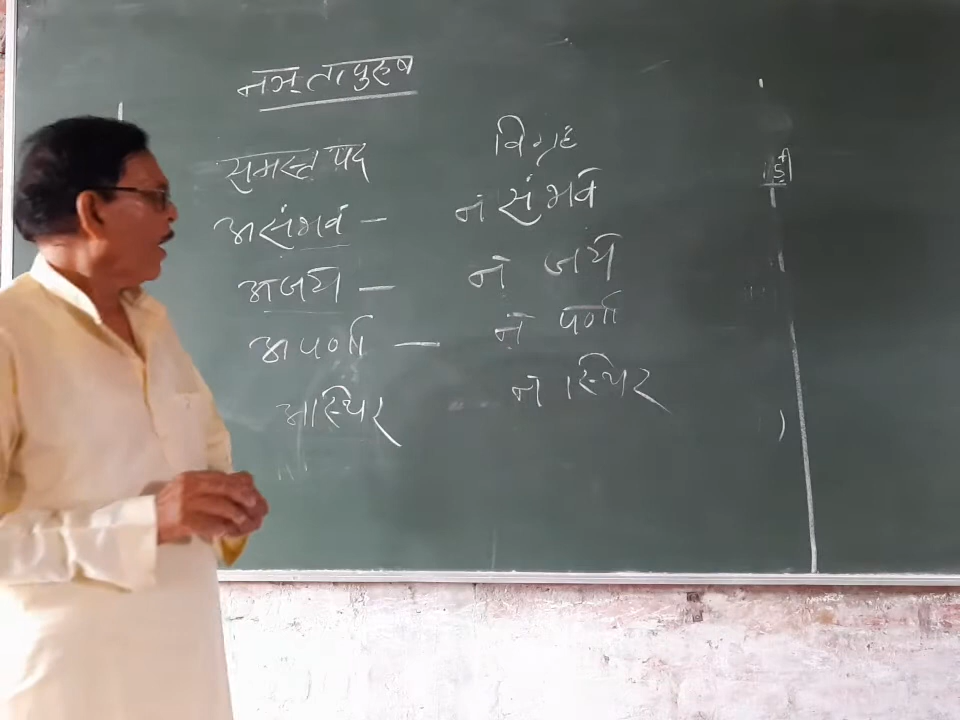 नञ् तत्पुरुष
समस्त पद विग्रह
असंभव - न संभव
अजय - न जय
अपर्णा - न पर्णा
अस्थिर न स्थिर